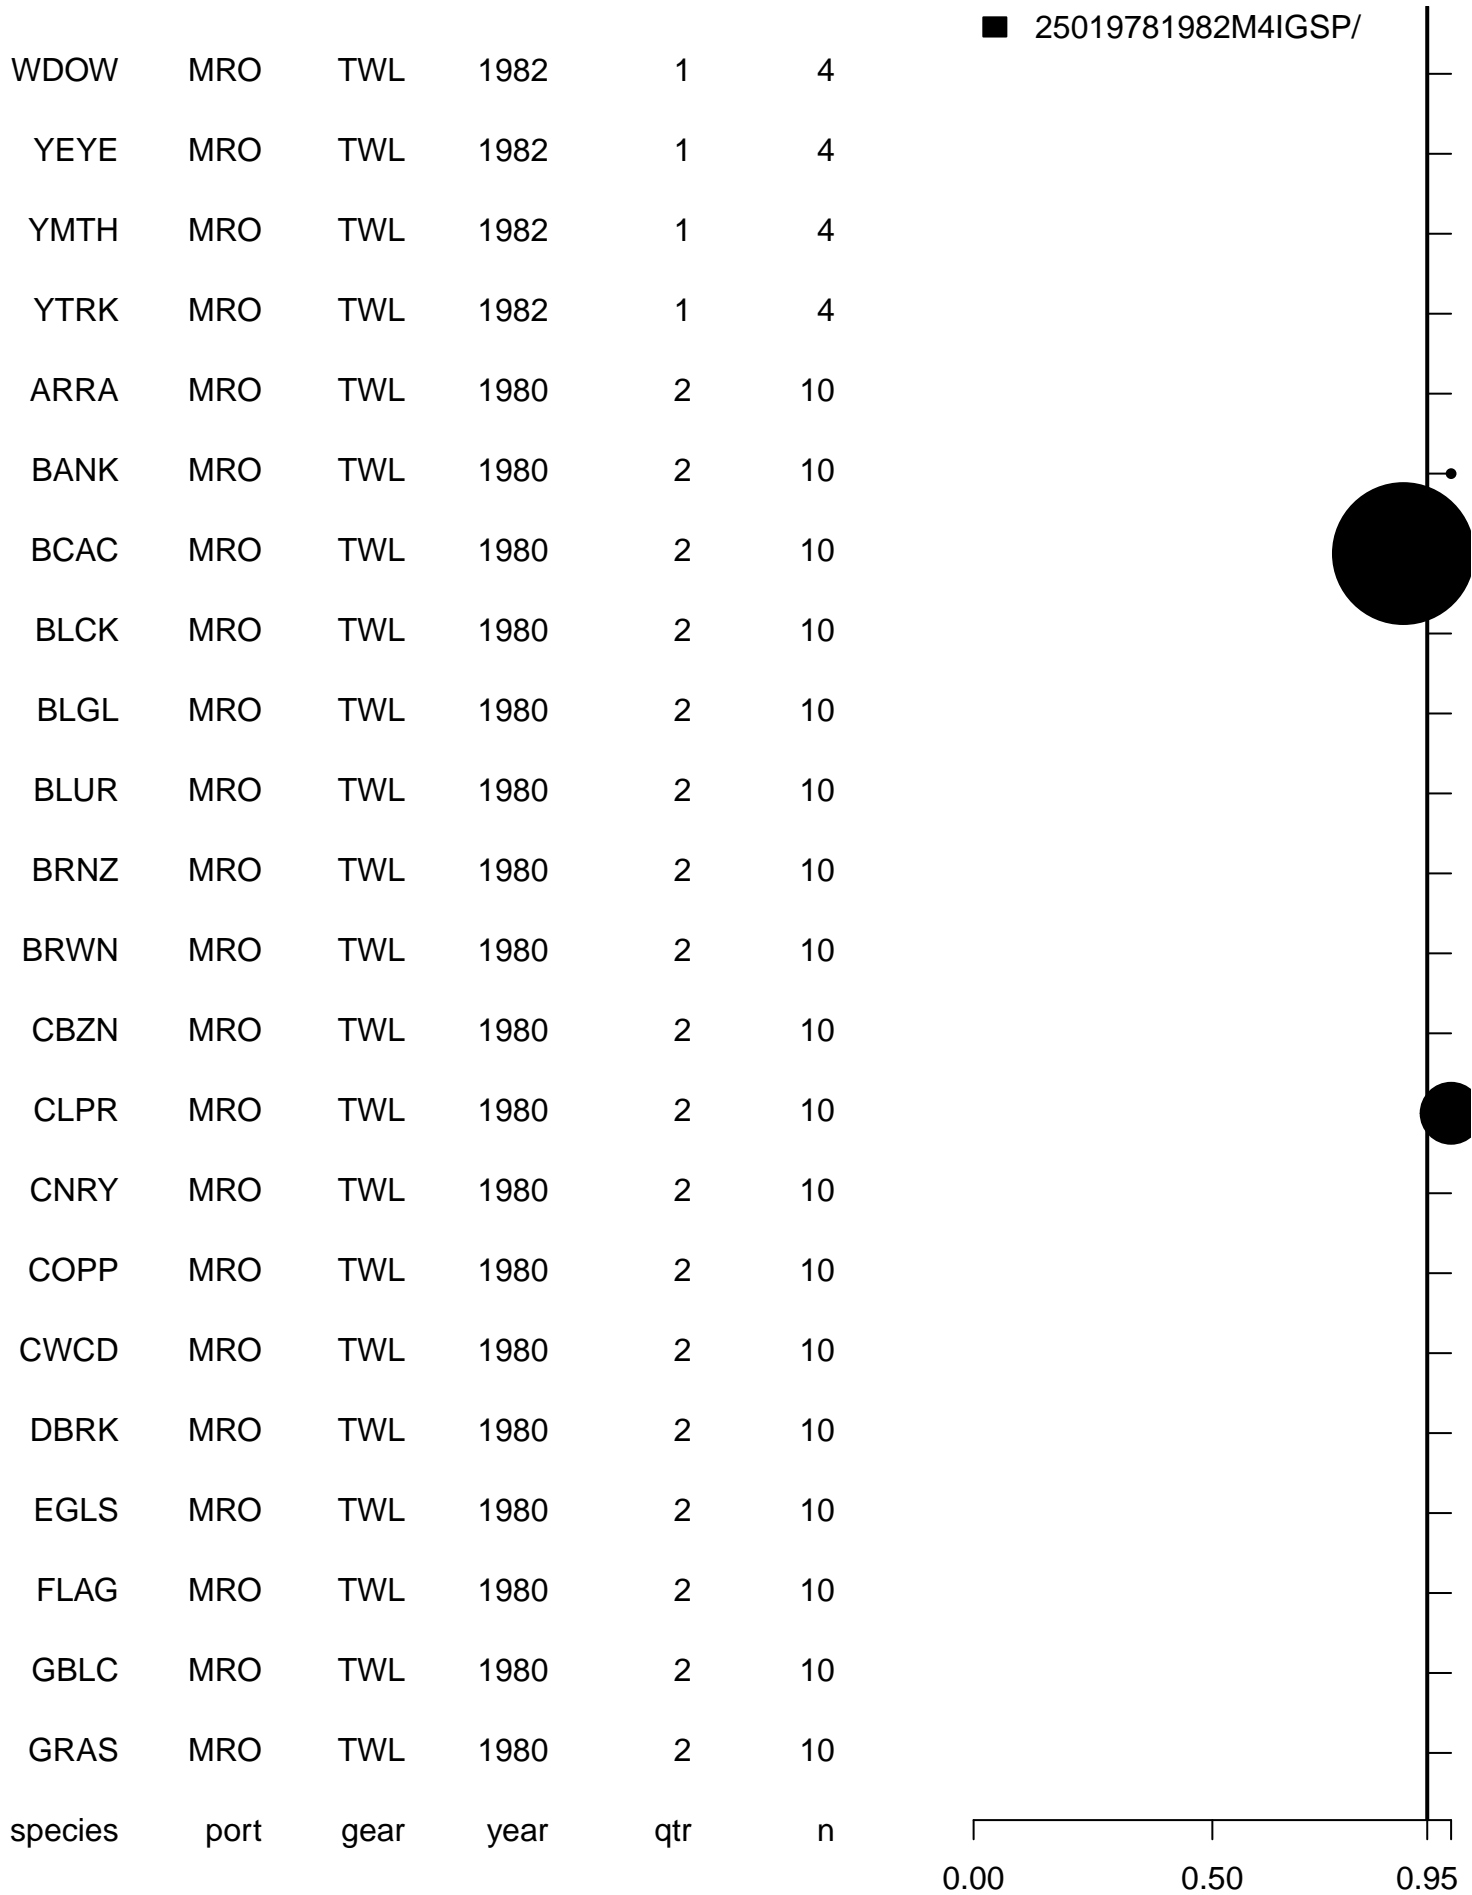 25019781982M4IGSP/
WDOW MRO TWL 1982 1 4
YEYE MRO TWL 1982 1 4
YMTH MRO TWL 1982 1 4
YTRK MRO TWL 1982 1 4
ARRA MRO TWL 1980 2 10
BANK MRO TWL 1980 2 10
BCAC MRO TWL 1980 2 10
BLCK MRO TWL 1980 2 10
BLGL MRO TWL 1980 2 10
BLUR MRO TWL 1980 2 10
BRNZ MRO TWL 1980 2 10
BRWN MRO TWL 1980 2 10
CBZN MRO TWL 1980 2 10
CLPR MRO TWL 1980 2 10
CNRY MRO TWL 1980 2 10
COPP MRO TWL 1980 2 10
CWCD MRO TWL 1980 2 10
DBRK MRO TWL 1980 2 10
EGLS MRO TWL 1980 2 10
FLAG MRO TWL 1980 2 10
GBLC MRO TWL 1980 2 10
GRAS MRO TWL 1980 2 10
species port gear year qtr n
0.00 0.50 0.95